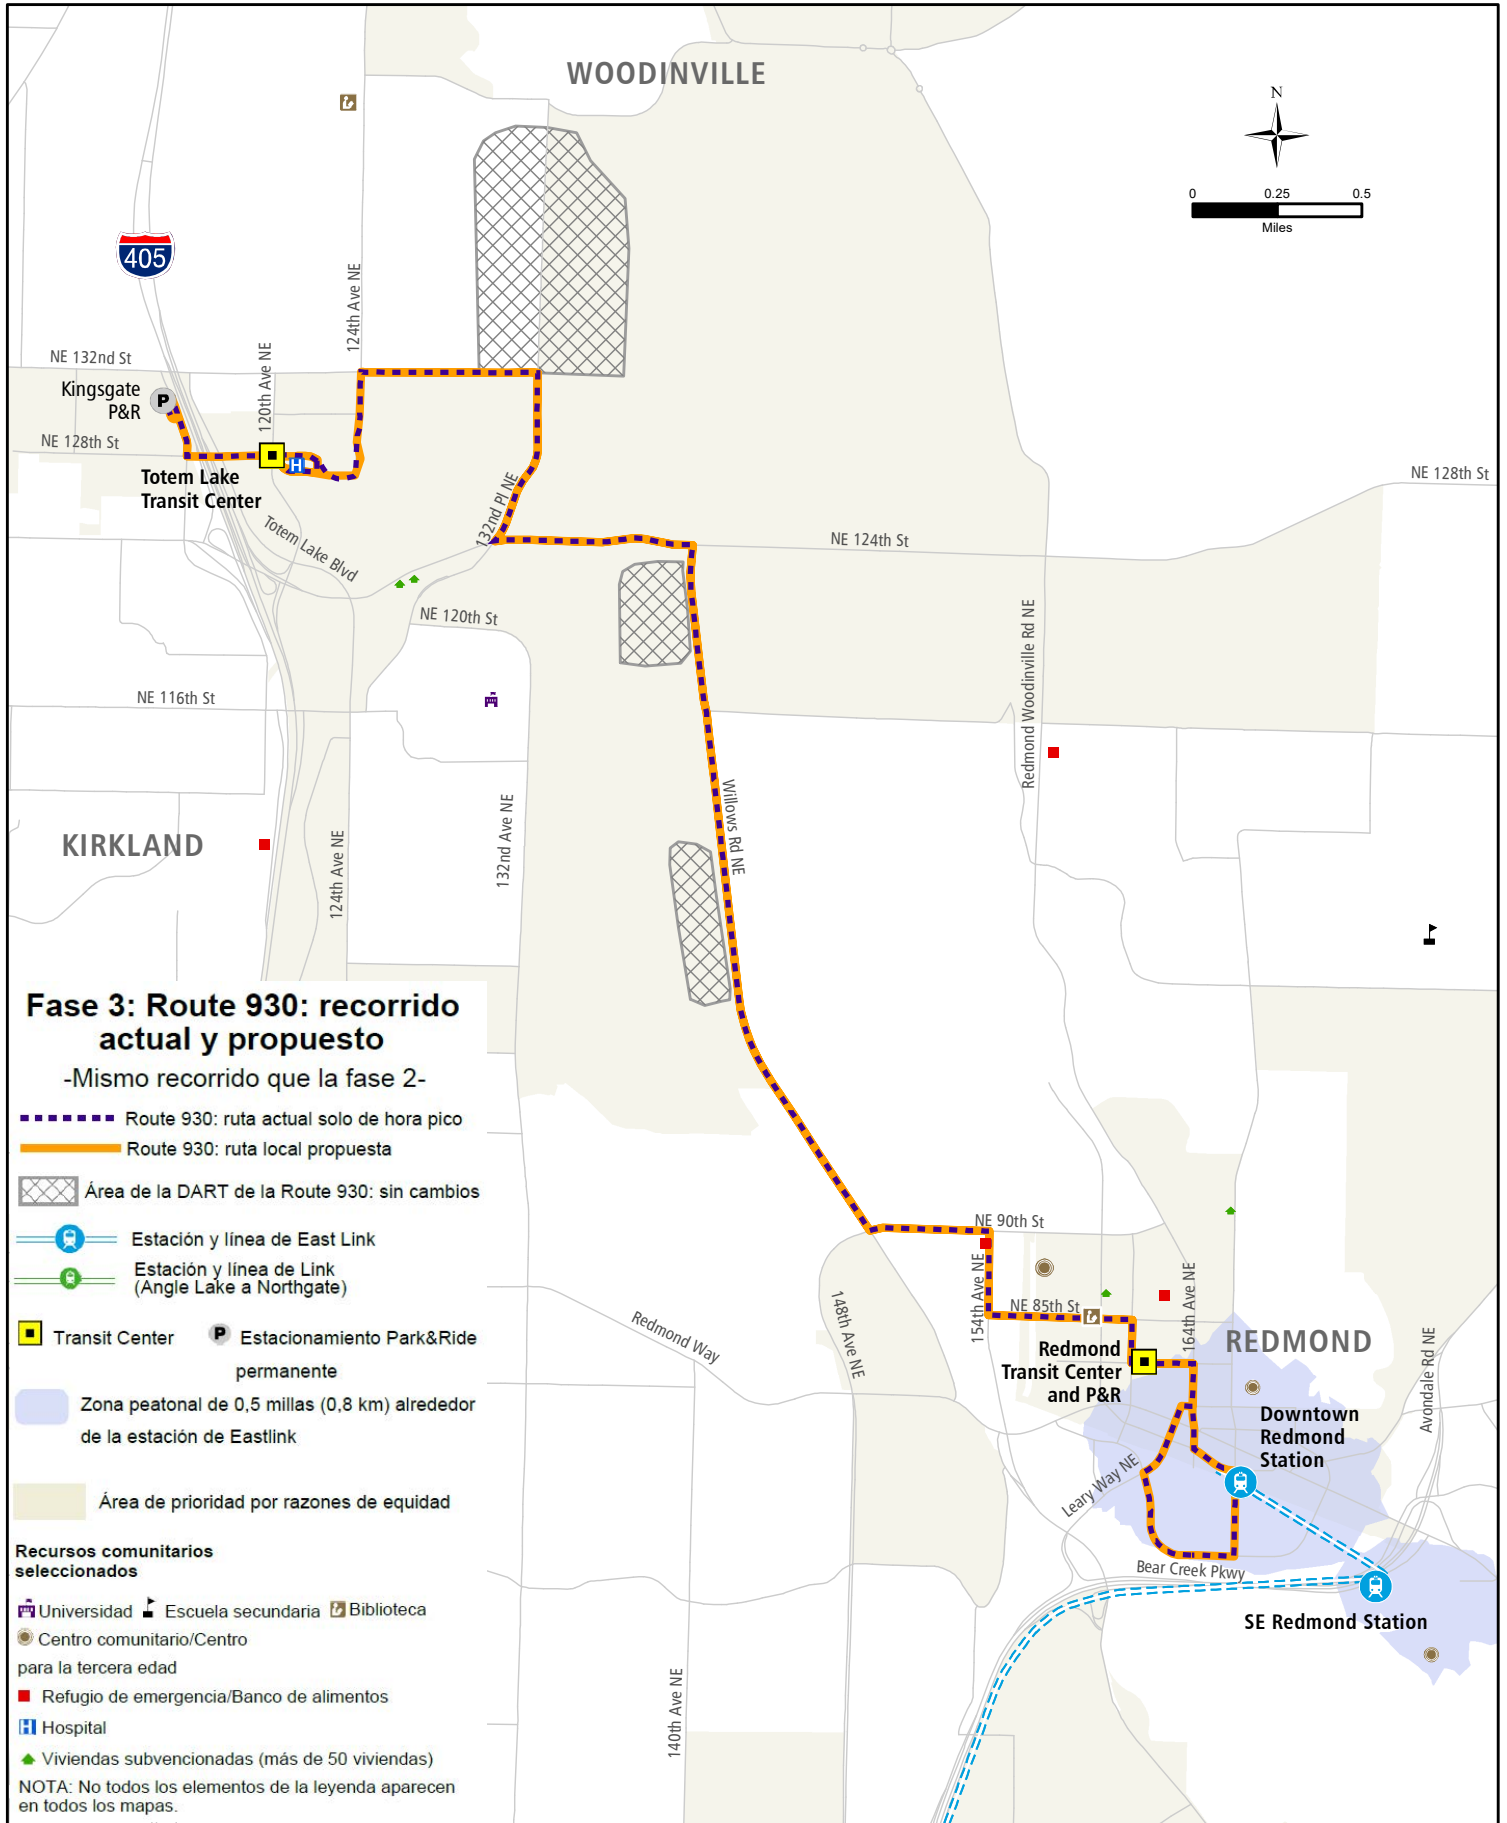 WOODINVILLE
N
0 0.25 0.5
Miles
405
124th Ave NE
NE 132nd St
120th Ave NE
Kingsgate
P&R
P
NE 128th St
H
Totem Lake
Transit Center
132nd Pl NE
NE 128th St
Totem Lake Blvd
NE 124th St
NE 120th St
Redmond Woodinville Rd NE
NE 116th St
Willows Rd NE
132nd Ave NE
KIRKLAND
124th Ave NE
Fase 3: Route 930: recorrido
actual y propuesto
-Mismo recorrido que la fase 2-
Route 930: ruta actual solo de hora pico
Route 930: ruta local propuesta
Área de la DART de la Route 930: sin cambios
Estación y línea de East Link
Estación y línea de Link
(Angle Lake a Northgate)
Transit Center
P Estacionamiento Park&Ride
permanente
Zona peatonal de 0,5 millas (0,8 km) alrededor
de la estación de Eastlink
Área de prioridad por razones de equidad
Recursos comunitarios
seleccionados
Universidad Escuela secundaria Biblioteca
Centro comunitario/Centro
para la tercera edad
Refugio de emergencia/Banco de alimentos
H Hospital
Viviendas subvencionadas (más de 50 viviendas)
NOTA: No todos los elementos de la leyenda aparecen
en todos los mapas.
NE 90th St
154th Ave NE
164th Ave NE
148th Ave NE
NE 85th St
Redmond Way
REDMOND
Redmond
Transit Center
and P&R
Avondale Rd NE
Downtown
Redmond
Station
Leary Way NE
Bear Creek Pkwy
SE Redmond Station
140th Ave NE